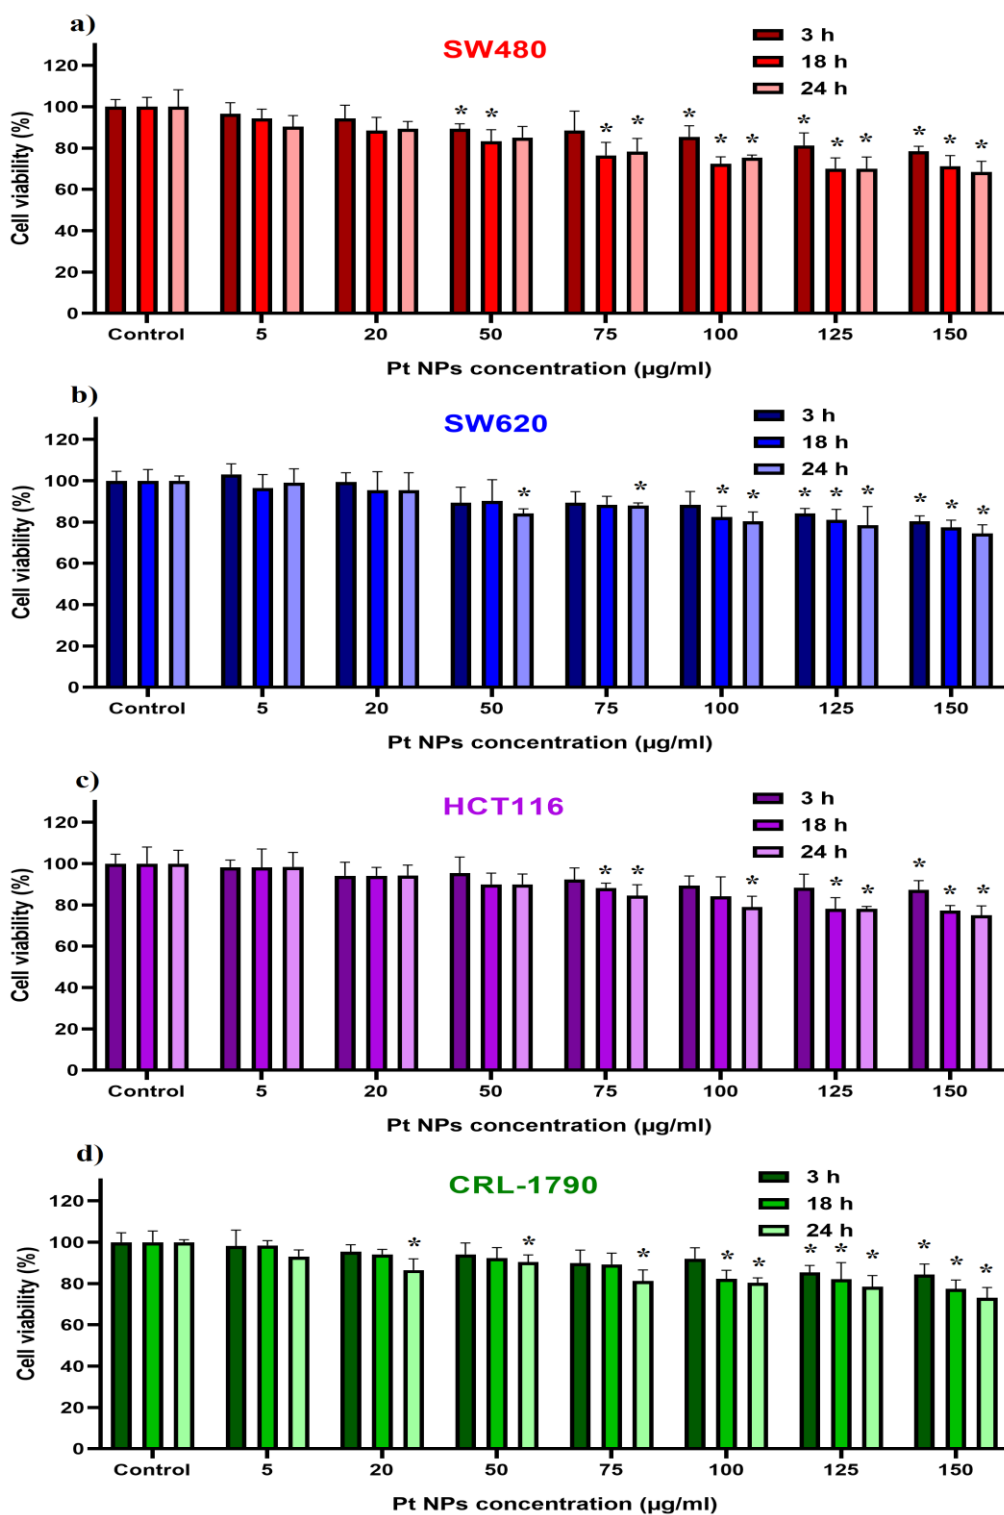 a)
SW480
3 h
18 h
24 h
Cell viability (%)
120
100
80
60
40
20
0
* * * * * * * * * * * * *
Control 5 20 50 75 100 125 150
Pt NPs concentration (µg/ml)
b)
SW620
3 h
18 h
24 h
Cell viability (%)
120
100
80
60
40
20
0
* * * * * * * * * *
Control 5 20 50 75 100 125 150
Pt NPs concentration (µg/ml)
c)
HCT116
3 h
18 h
24 h
Cell viability (%)
120
100
80
60
40
20
0
* * * * * * * *
Control 5 20 50 75 100 125 150
Pt NPs concentration (µg/ml)
d)
CRL-1790
3 h
18 h
24 h
Cell viability (%)
120
100
80
60
40
20
0
* * * * * * * * * * *
Control 5 20 50 75 100 125 150
Pt NPs concentration (µg/ml)